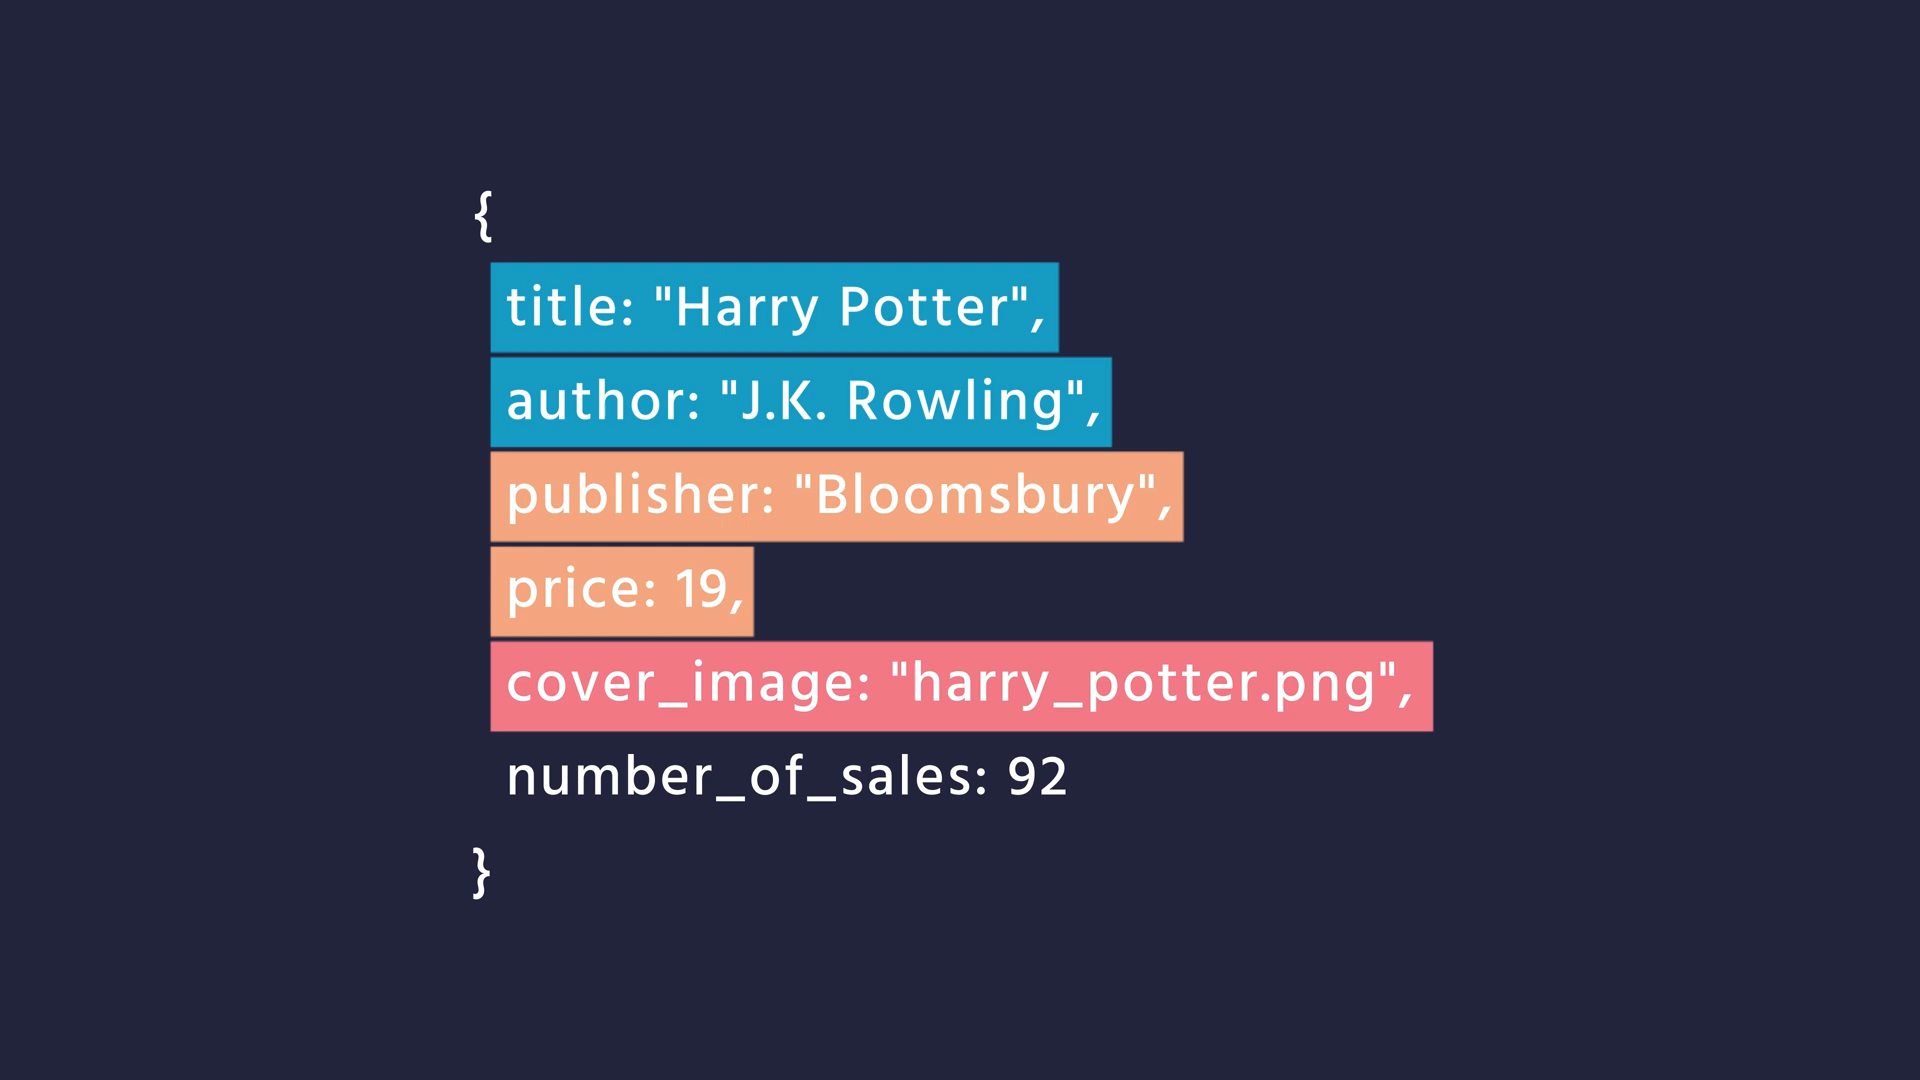 {
title: "Harry Potter",
author: "J.K. Rowling",
publisher: "Bloomsbury",
price: 19,
cover_image: "harry_potter.png",
number_of_sales: 92
}